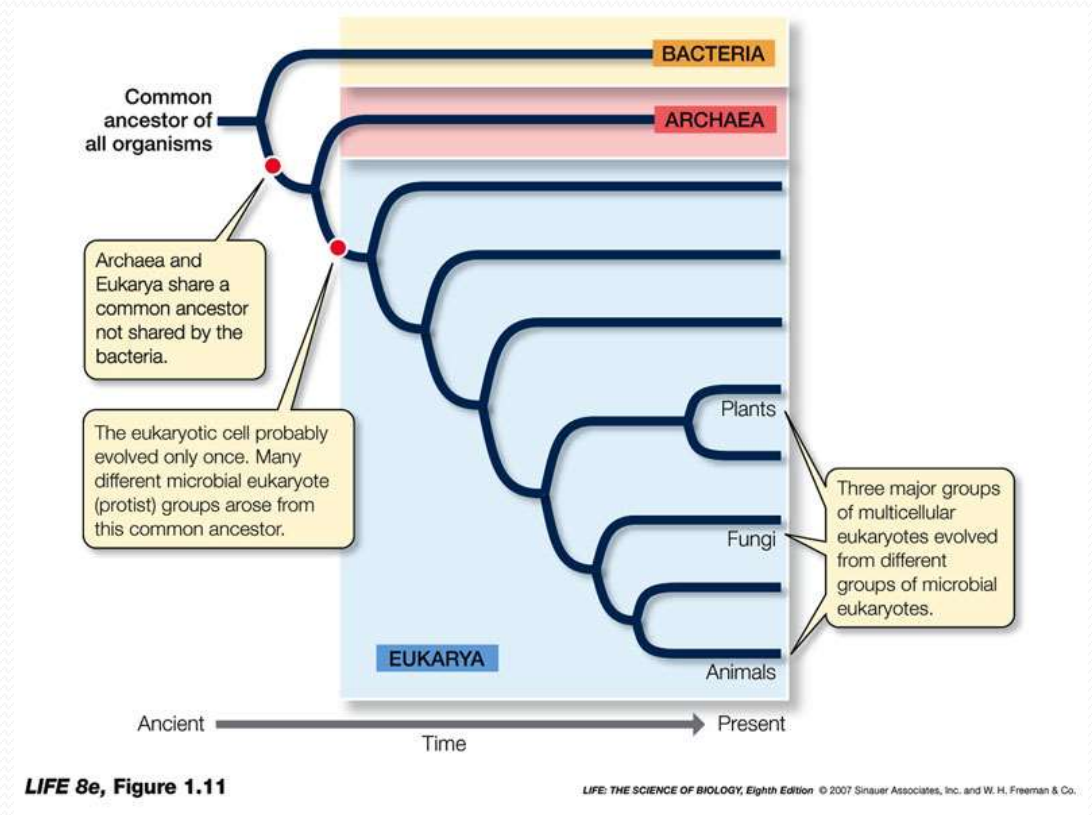 BACTERIA
Common
ancestor of
all organisms
ARCHAEA
Archaea and
Eukarya share a
common ancestor
not shared by the
bacteria.
The eukaryotic cell probably
evolved only once. Many
different microbial eukaryote
(protist) groups arose from
this common ancestor.
Plants
Fungi
Animals
Three major groups
of multicellular
eukaryotes evolved
from different
groups of microbial
eukaryotes.
EUKARYA
Ancient
Present
Time
LIFE 8e, Figure 1.11
LIFE: THE SCIENCE OF BIOLOGY, Eighth Edition © 2007 Sinauer Associates, Inc. and W. H. Freeman & Co.